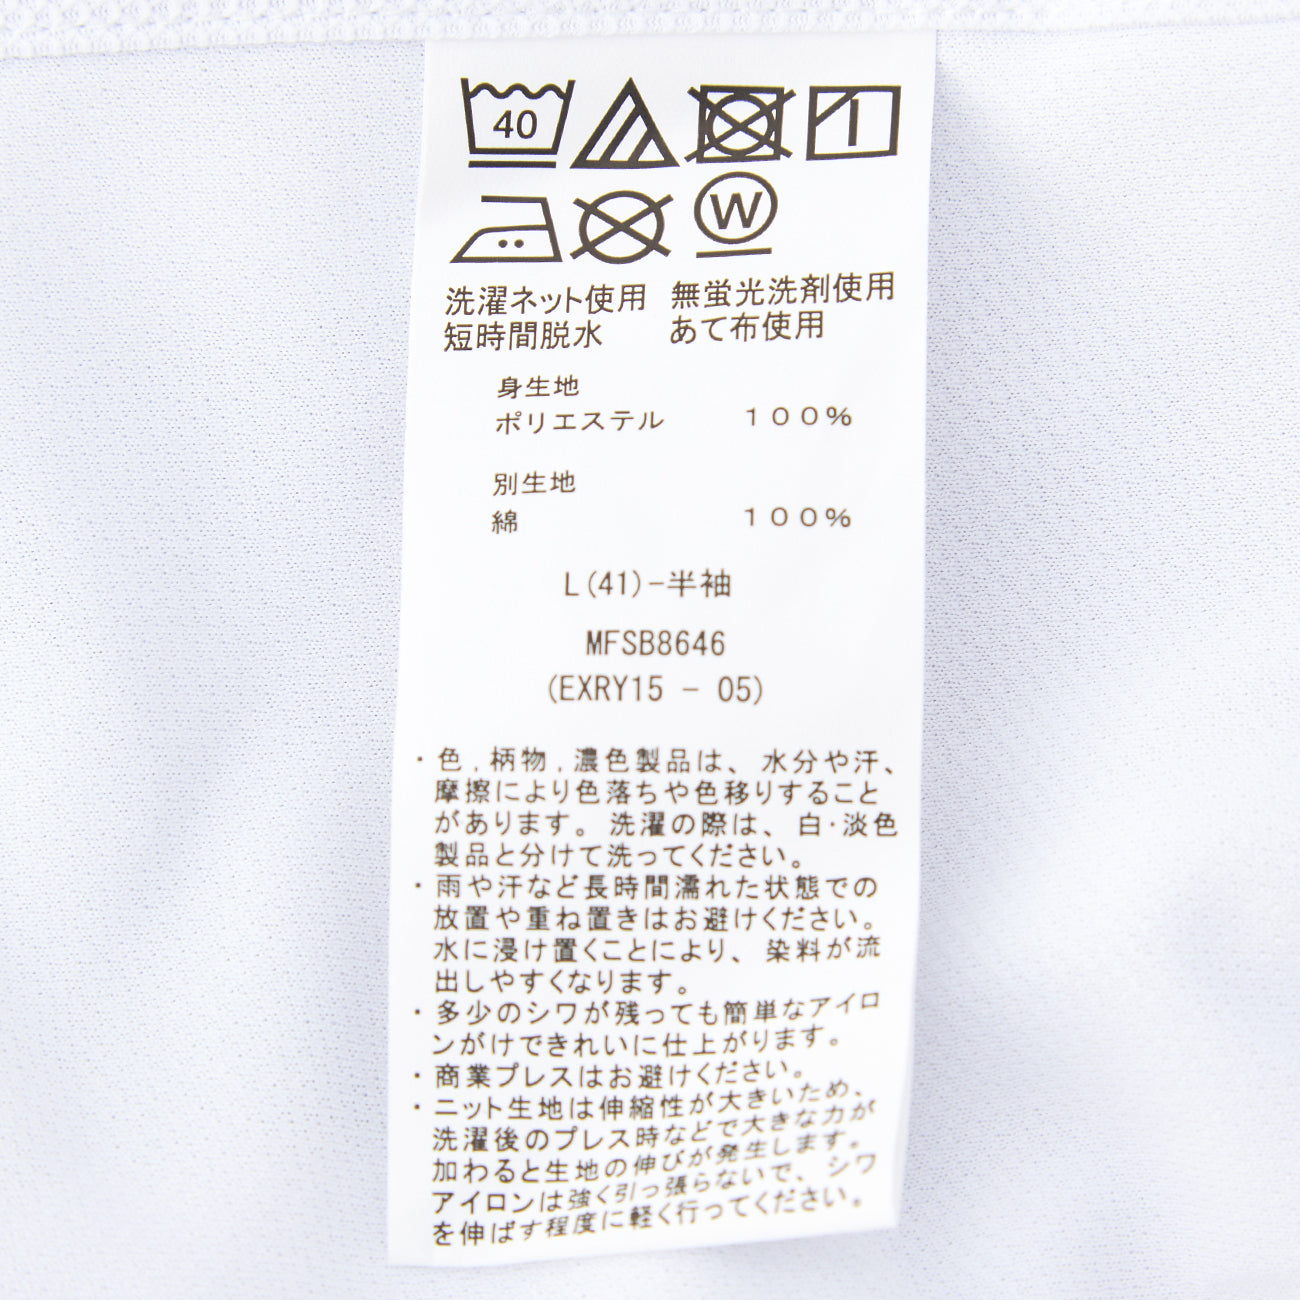 40
W
洗濯ネット使用 無蛍光洗剤使用
短時間脱水 あて布使用
身生地
ポリエステル 100%
別生地
綿 100%
L(41)-半袖
MFSB8646
(EXRY15 - 05)
・色,柄物,濃色製品は、水分や汗、
摩擦により色落ちや色移りすること
があります。洗濯の際は、白・淡色
製品と分けて洗ってください。
・雨や汗など長時間濡れた状態での
放置や重ね置きはお避けください。
水に浸け置くことにより、染料が流
出しやすくなります。
・多少のシワが残っても簡単なアイロ
ンがけできれいに仕上がります。
・商業プレスはお避けください。
・ニット生地は伸縮性が大きいため、
洗濯後のプレス時などで大きな力が
加わると生地の伸びが発生します。
アイロンは強く引っ張らないで、シワ
を伸ばす程度に軽く行ってください。